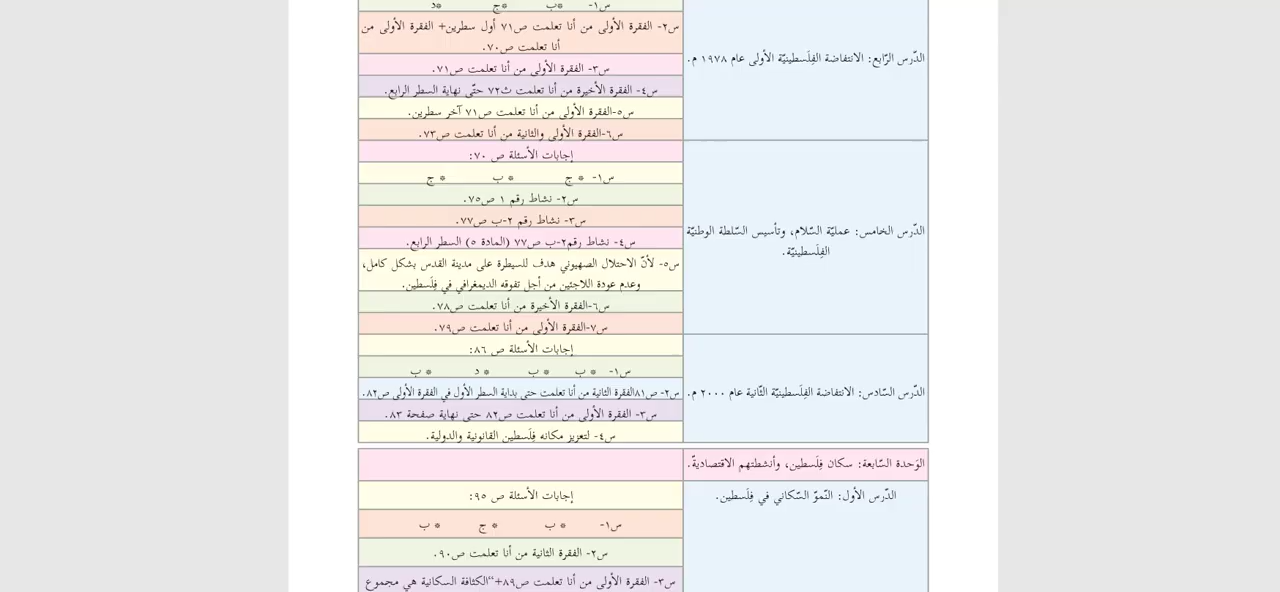 س١- *ب *ج *د
الدّرس الرّابع: الانتفاضة الفِلَسطينيّة الأولى عام ١٩٧٨ م.
س٢- الفقرة الأولى من أنا تعلمت ص٧١ أول سطرين+ الفقرة الأولى من
أنا تعلمت ص٧٠.
س٣- الفقرة الأولى من أنا تعلمت ص٧١.
س٤- الفقرة الأخيرة من أنا تعلمت ث٧٢ حتّى نهاية السطر الرابع.
س٥-الفقرة الأولى من أنا تعلمت ص٧١ آخر سطرين.
س٦-الفقرة الأولى والثانية من أنا تعلمت ص٧٣.
الدّرس الخامس: عمليّة السّلام، وتأسيس السّلطة الوطنيّة
الفِلَسطينيّة.
إجابات الأسئلة ص ٧٠:
س١- * ج * ب * ج
س٢- نشاط رقم ١ ص٧٥.
س٣- نشاط رقم ٢-ب ص٧٧.
س٤- نشاط رقم٢-ب ص٧٧ (المادة ٥) السطر الرابع.
س٥- لأنّ الاحتلال الصهيوني هدف للسيطرة على مدينة القدس بشكل كامل،
وعدم عودة اللاجئين من أجل تفوقه الديمغرافي في فِلَسطين.
س٦-الفقرة الأخيرة من أنا تعلمت ص٧٨.
س٧-الفقرة الأولى من أنا تعلمت ص٧٩.
الدّرس السّادس: الانتفاضة الفِلَسطينيّة الثّانية عام ٢٠٠٠ م.
إجابات الأسئلة ص ٨٦:
س١- * ب * ب * د * ب
س٢- ص٨١الفقرة الثانية من أنا تعلمت حتى بداية السطر الأول في الفقرة الأولى ص٨٢.
س٣- الفقرة الأولى من أنا تعلمت ص٨٢ حتى نهاية صفحة ٨٣.
س٤- لتعزيز مكانه فِلَسطين القانونية والدولية.
الوَحدة السّابعة: سكان فِلَسطين، وأنشطتهم الاقتصاديةّ.
الدّرس الأول: النّموّ السّكاني في فِلَسطين.
إجابات الأسئلة ص ٩٥:
س١- * ب * ج * ب
س٢- الفقرة الثانية من أنا تعلمت ص٩٠.
س٣- الفقرة الأولى من أنا تعلمت ص٨٩+"الكثافة السكانية هي مجموع